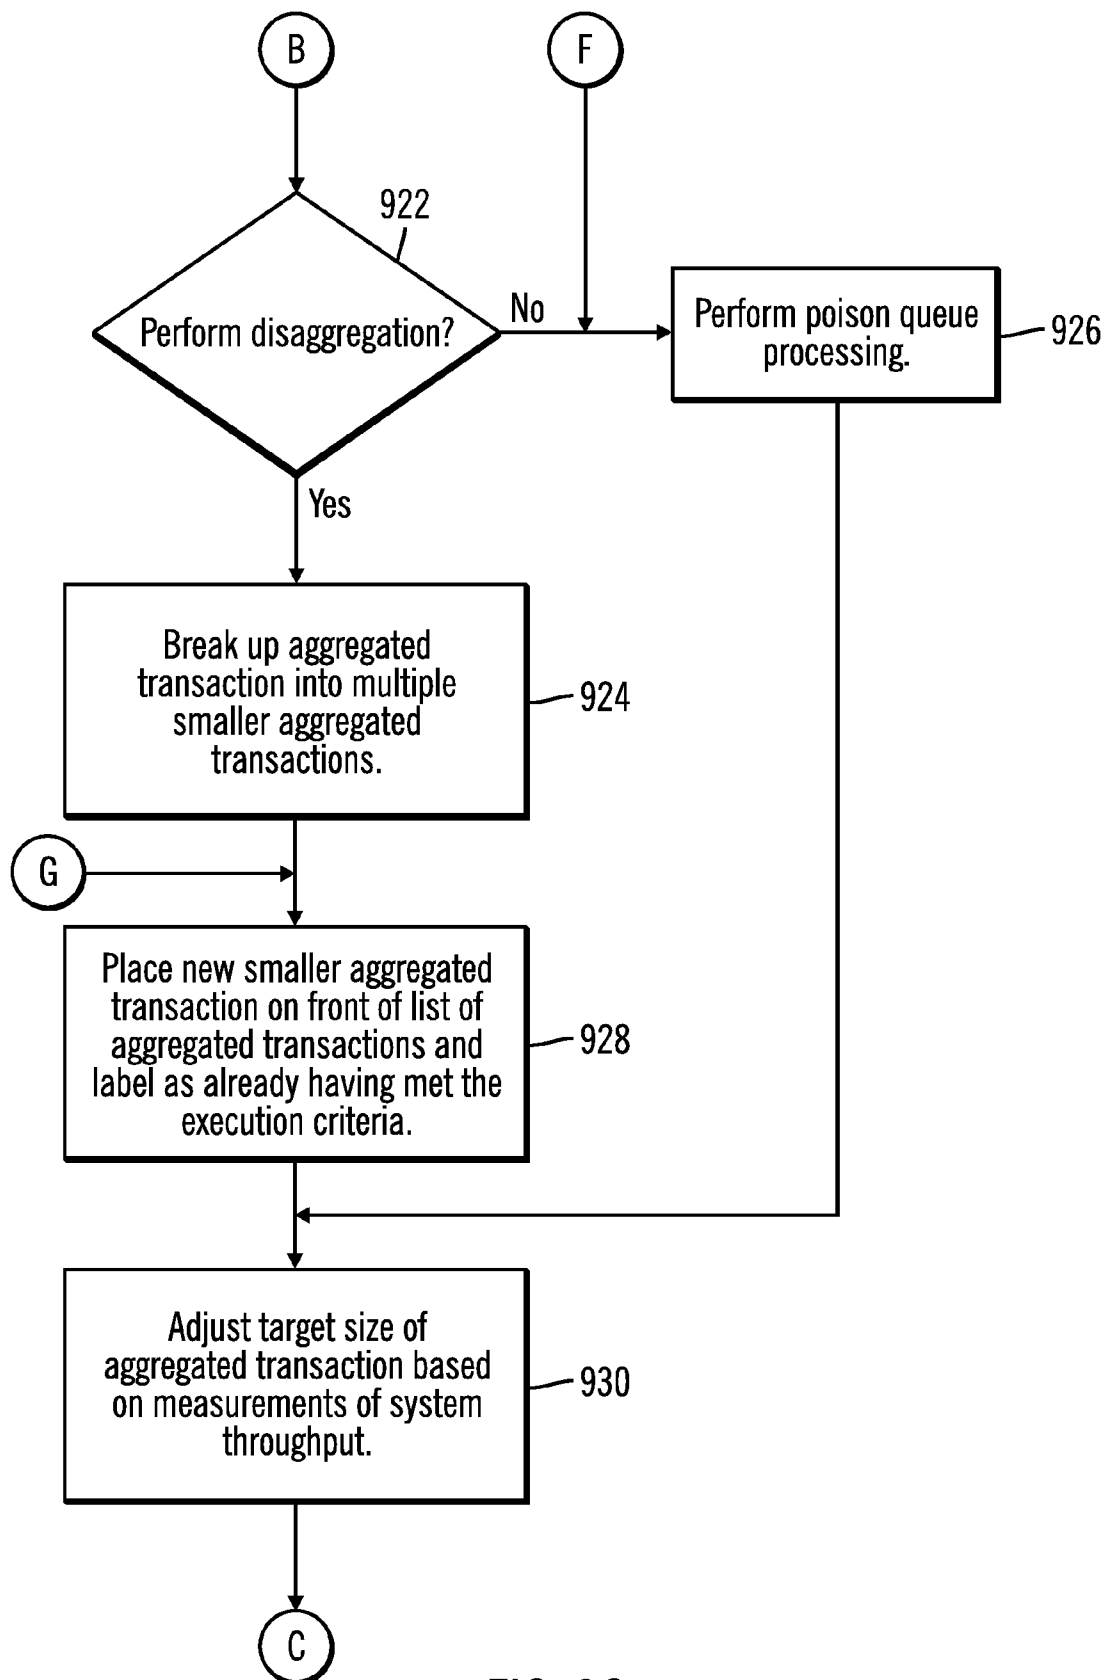 B
F
922
Perform disaggregation?
No
Perform poison queue
processing.
926
Yes
Break up aggregated
transaction into multiple
smaller aggregated
transactions.
924
G
Place new smaller aggregated
transaction on front of list of
aggregated transactions and
label as already having met the
execution criteria.
928
Adjust target size of
aggregated transaction based
on measurements of system
throughput.
930
C